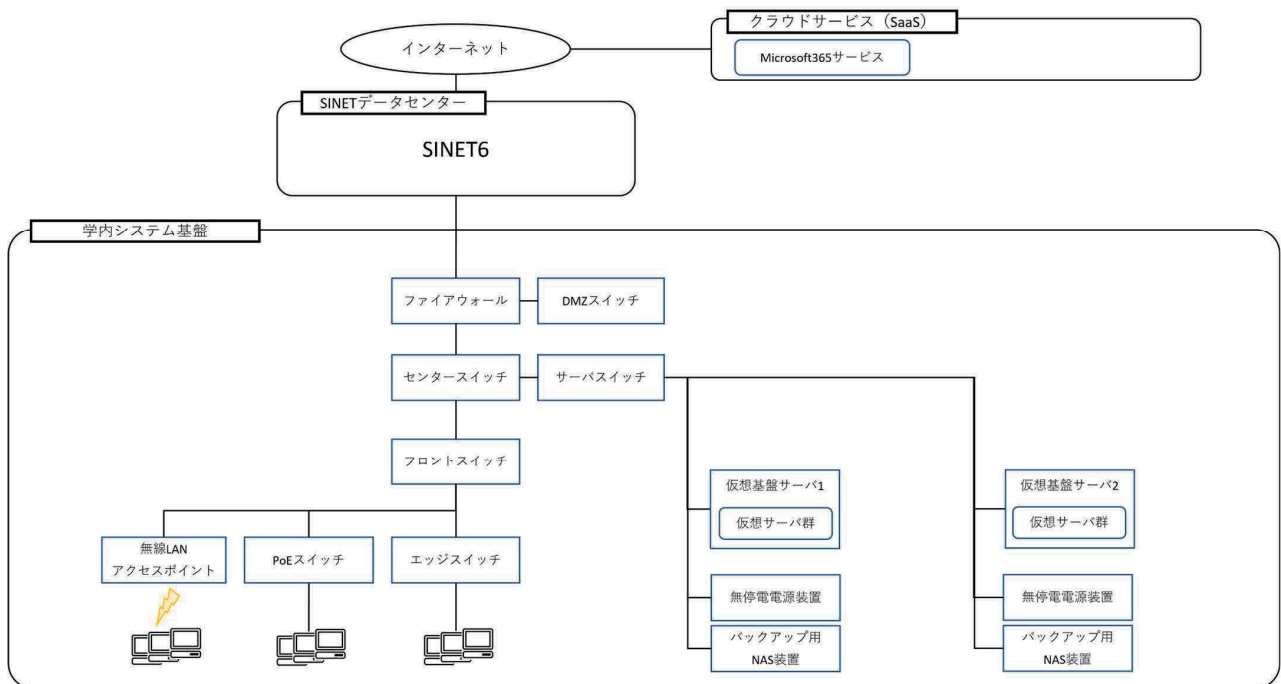 クラウドサービス（SaaS）
インターネット
Microsoft365サービス
SINETデータセンター
SINET6
学内システム基盤
ファイアウォール
DMZスイッチ
センタースイッチ
サーバスイッチ
フロントスイッチ
仮想基盤サーバ1
仮想基盤サーバ2
仮想サーバ群
仮想サーバ群
無線LAN
アクセスポイント
PoEスイッチ
エッジスイッチ
無停電電源装置
無停電電源装置
バックアップ用
NAS装置
バックアップ用
NAS装置